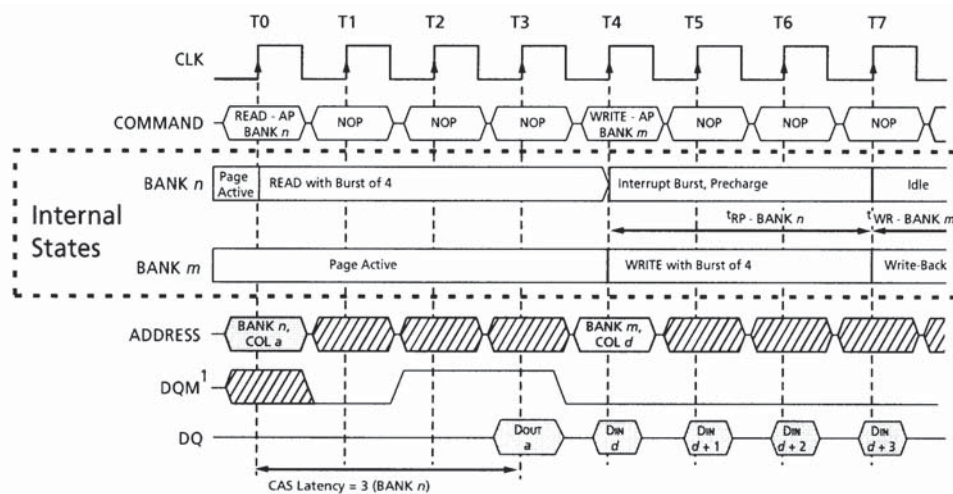 T0 T1 T2 T3 T4 T5 T6 T7
CLK
COMMAND
READ - AP
BANK n
NOP
NOP
NOP
WRITE - AP
BANK m
NOP
NOP
NOP
Internal
States
BANK n
Page
Active
READ with Burst of 4
Interrupt Burst, Precharge
Idle
tRP - BANK n
tWR - BANK m
BANK m
Page Active
WRITE with Burst of 4
Write-Back
ADDRESS
BANK n,
COL a
BANK m,
COL d
DQM1
DQ
DOUT
a
DIN
d
DIN
d + 1
DIN
d + 2
DIN
d + 3
CAS Latency = 3 (BANK n)